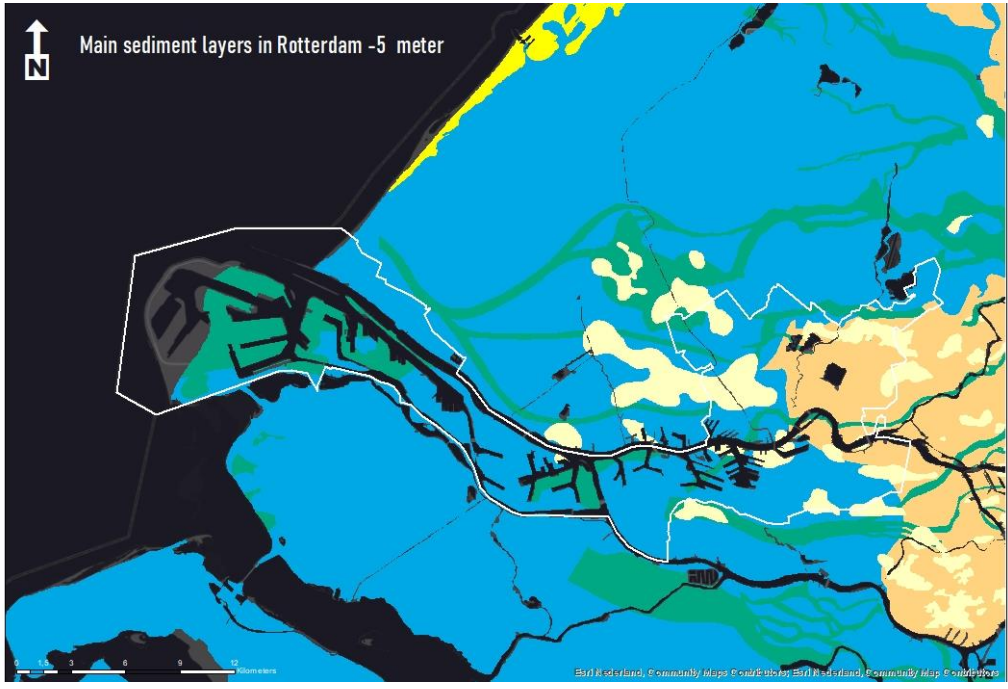 Main sediment layers in Rotterdam -5 meter
N
0 1,5 3 6 9 12
Kilometers
Esri Nederland, Community Maps Contributors; Esri Nederland, Community Map Contributors